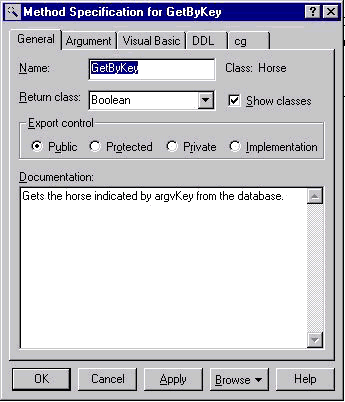 Method Specification for GetByKey
General Argument Visual Basic DDL cg
Name: GetByKey Class: Horse
Return class: Boolean Show classes
Export control
Public Protected Private Implementation
Documentation:
Gets the horse indicated by argvKey from the database.
OK Cancel Apply Browse Help